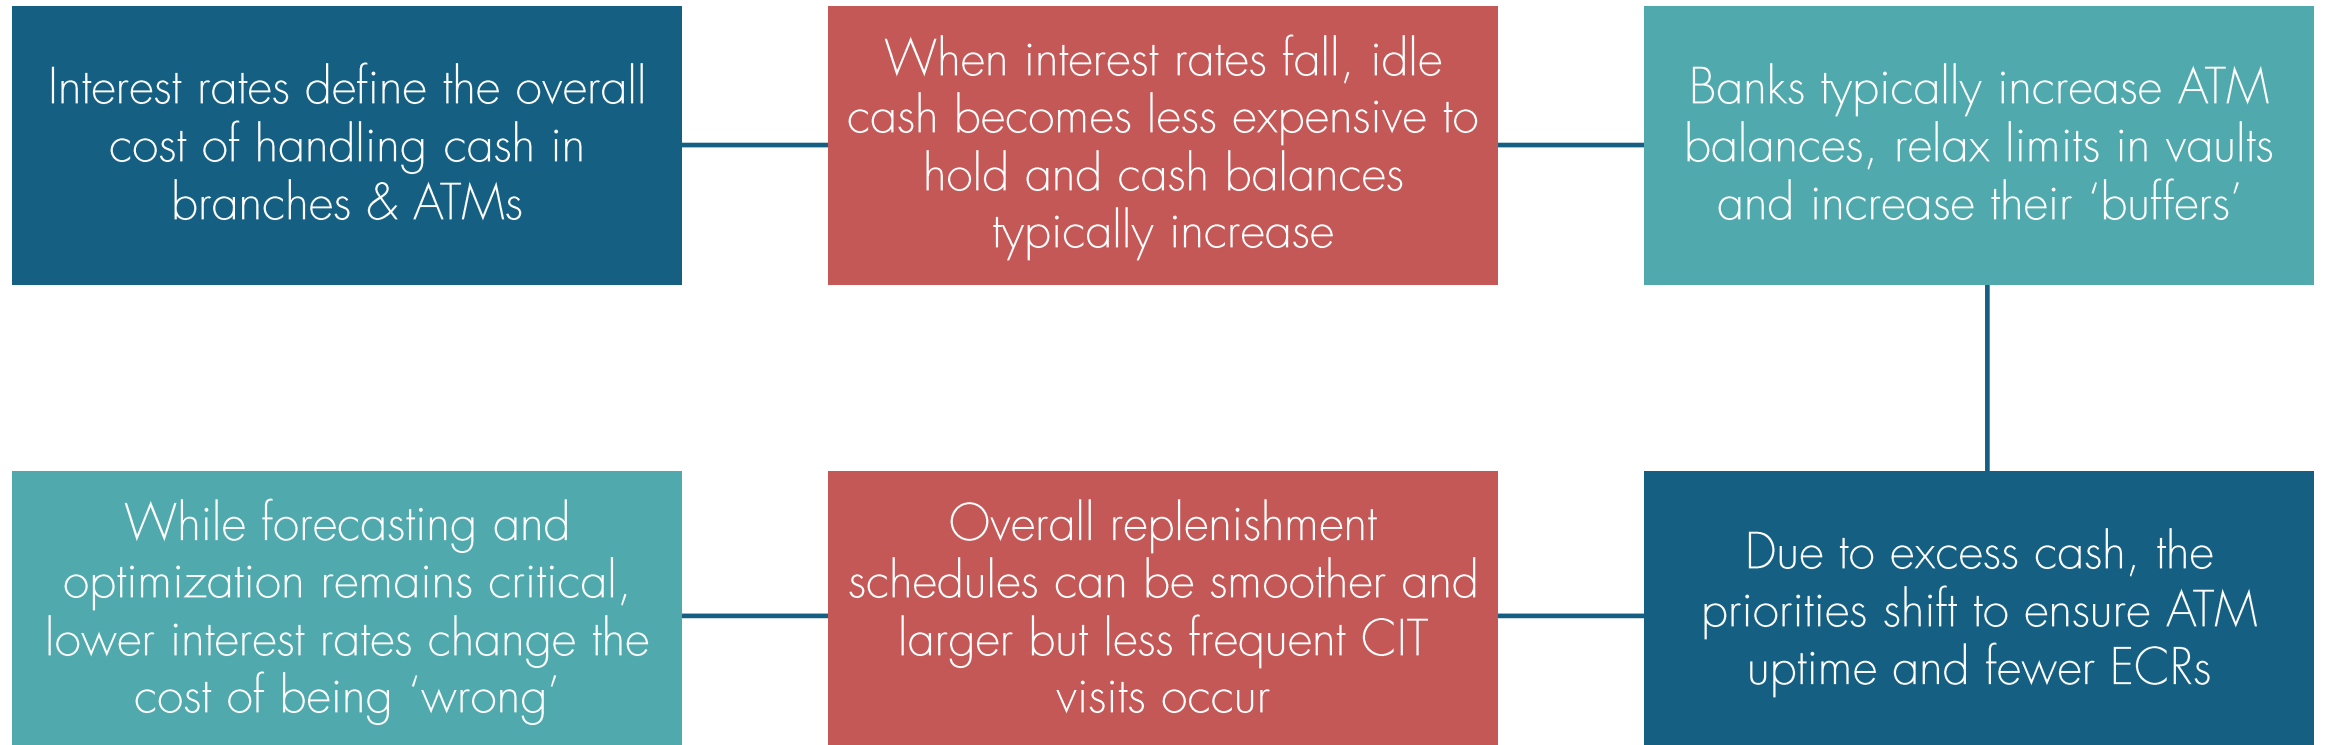 Interest rates define the overall
cost of handling cash in
branches & ATMs
When interest rates fall, idle
cash becomes less expensive to
hold and cash balances
typically increase
Banks typically increase ATM
balances, relax limits in vaults
and increase their ‘buffers’
Due to excess cash, the
priorities shift to ensure ATM
uptime and fewer ECRs
Overall replenishment
schedules can be smoother and
larger but less frequent CIT
visits occur
While forecasting and
optimization remains critical,
lower interest rates change the
cost of being ‘wrong’